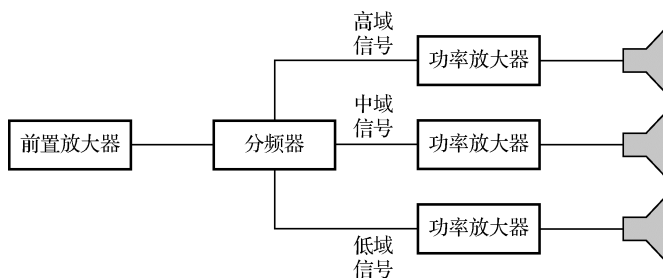 高域
信号
功率放大器
中域
信号
前置放大器
分频器
功率放大器
功率放大器
低域
信号